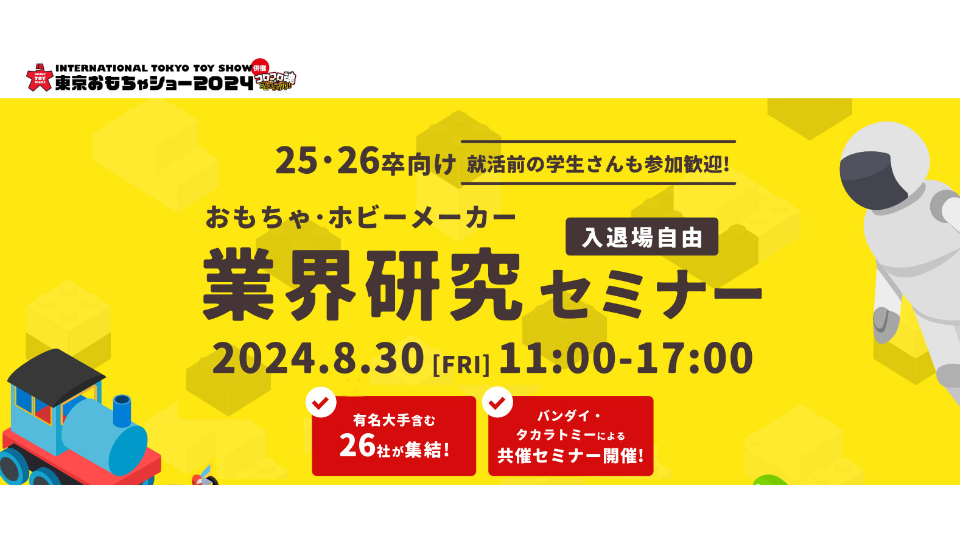 INTERNATIONAL TOKYO TOY SHOW
東京おもちゃショー2024
併催
コロコロ魂
25・26卒向け 就活前の学生さんも参加歓迎!
おもちゃ・ホビーメーカー
入退場自由
業界研究セミナー
2024.8.30 [FRI] 11:00-17:00
有名大手含む
26社が集結!
バンダイ・
タカラトミーによる
共催セミナー開催!